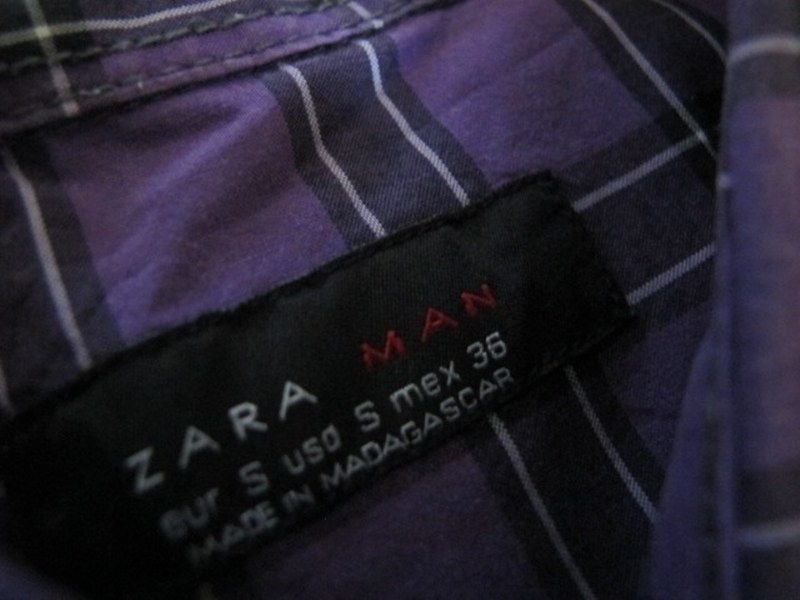 ZARA MAN
eur S usa S mex 36
MADE IN MADAGASCAR